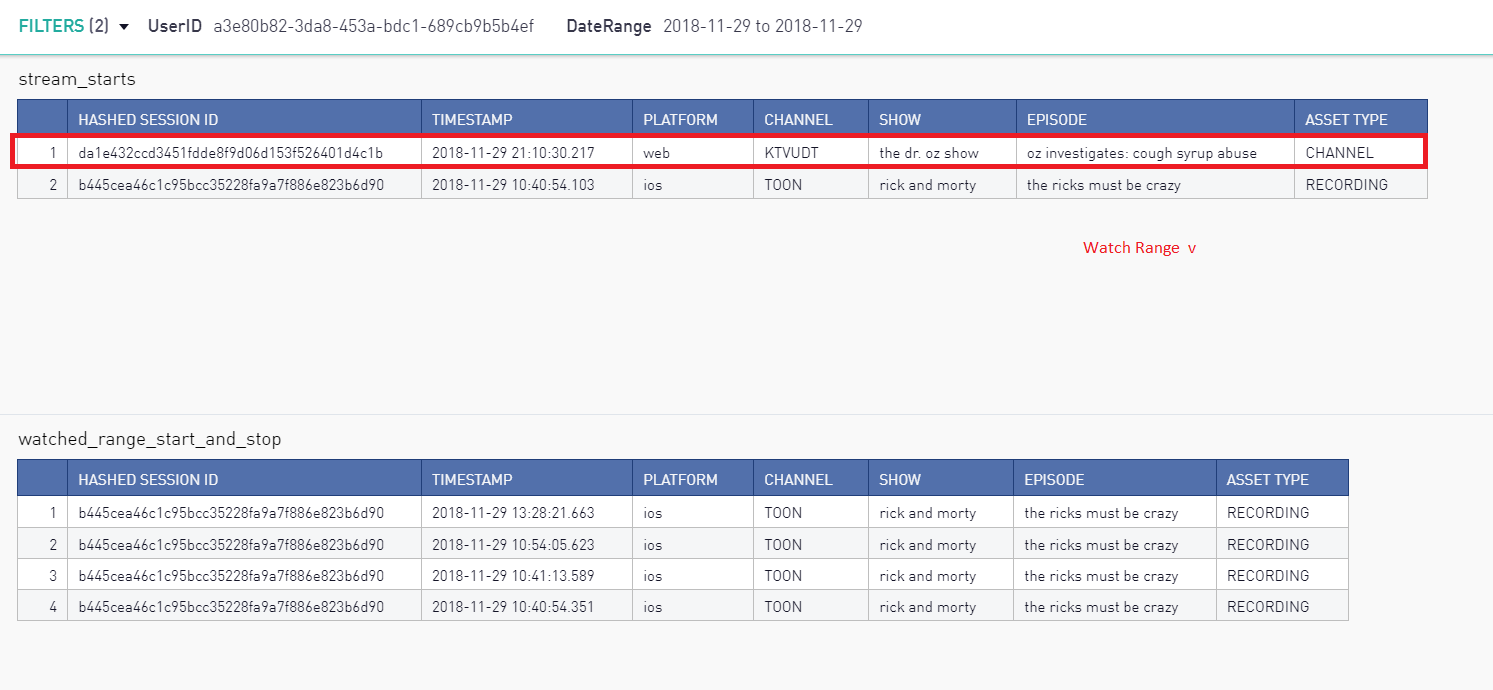 FILTERS (2) UserID a3e80b82-3da8-453a-bdc1-689cb9b5b4ef DateRange 2018-11-29 to 2018-11-29
stream_starts
HASHED SESSION ID TIMESTAMP PLATFORM CHANNEL SHOW EPISODE ASSET TYPE
1 da1e432ccd3451fdde8f9d06d153f526401d4c1b 2018-11-29 21:10:30.217 web KTVUDT the dr. oz show oz investigates: cough syrup abuse CHANNEL
2 b445cea46c1c95bcc35228fa9a7f886e823b6d90 2018-11-29 10:40:54.103 ios TOON rick and morty the ricks must be crazy RECORDING
Watch Range v
watched_range_start_and_stop
HASHED SESSION ID TIMESTAMP PLATFORM CHANNEL SHOW EPISODE ASSET TYPE
1 b445cea46c1c95bcc35228fa9a7f886e823b6d90 2018-11-29 13:28:21.663 ios TOON rick and morty the ricks must be crazy RECORDING
2 b445cea46c1c95bcc35228fa9a7f886e823b6d90 2018-11-29 10:54:05.623 ios TOON rick and morty the ricks must be crazy RECORDING
3 b445cea46c1c95bcc35228fa9a7f886e823b6d90 2018-11-29 10:41:13.589 ios TOON rick and morty the ricks must be crazy RECORDING
4 b445cea46c1c95bcc35228fa9a7f886e823b6d90 2018-11-29 10:40:54.351 ios TOON rick and morty the ricks must be crazy RECORDING